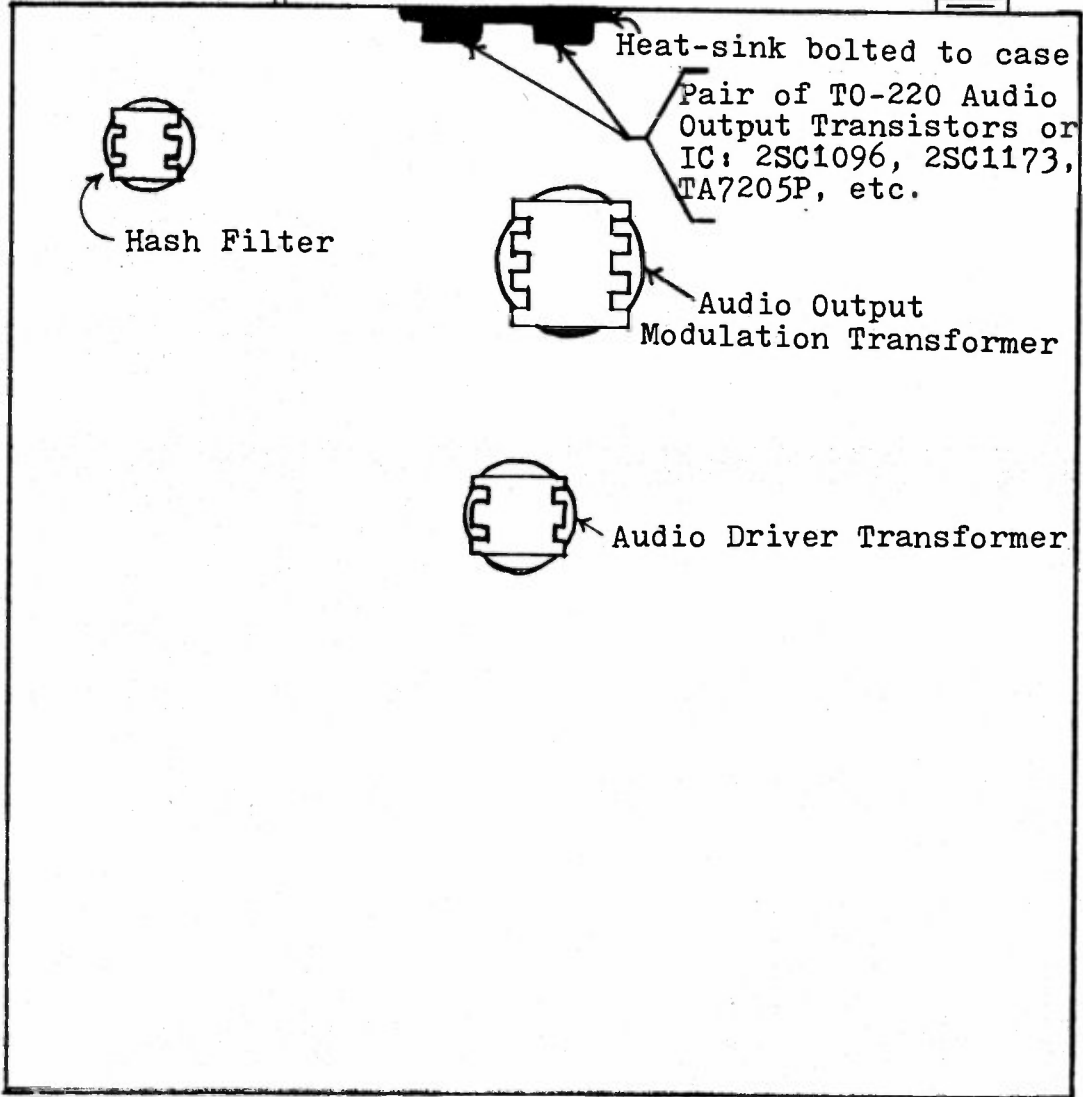 Heat-sink bolted to case
Pair of TO-220 Audio
Output Transistors or
IC: 2SC1096, 2SC1173,
TA7205P, etc.
Hash Filter
Audio Output
Modulation Transformer
Audio Driver Transformer